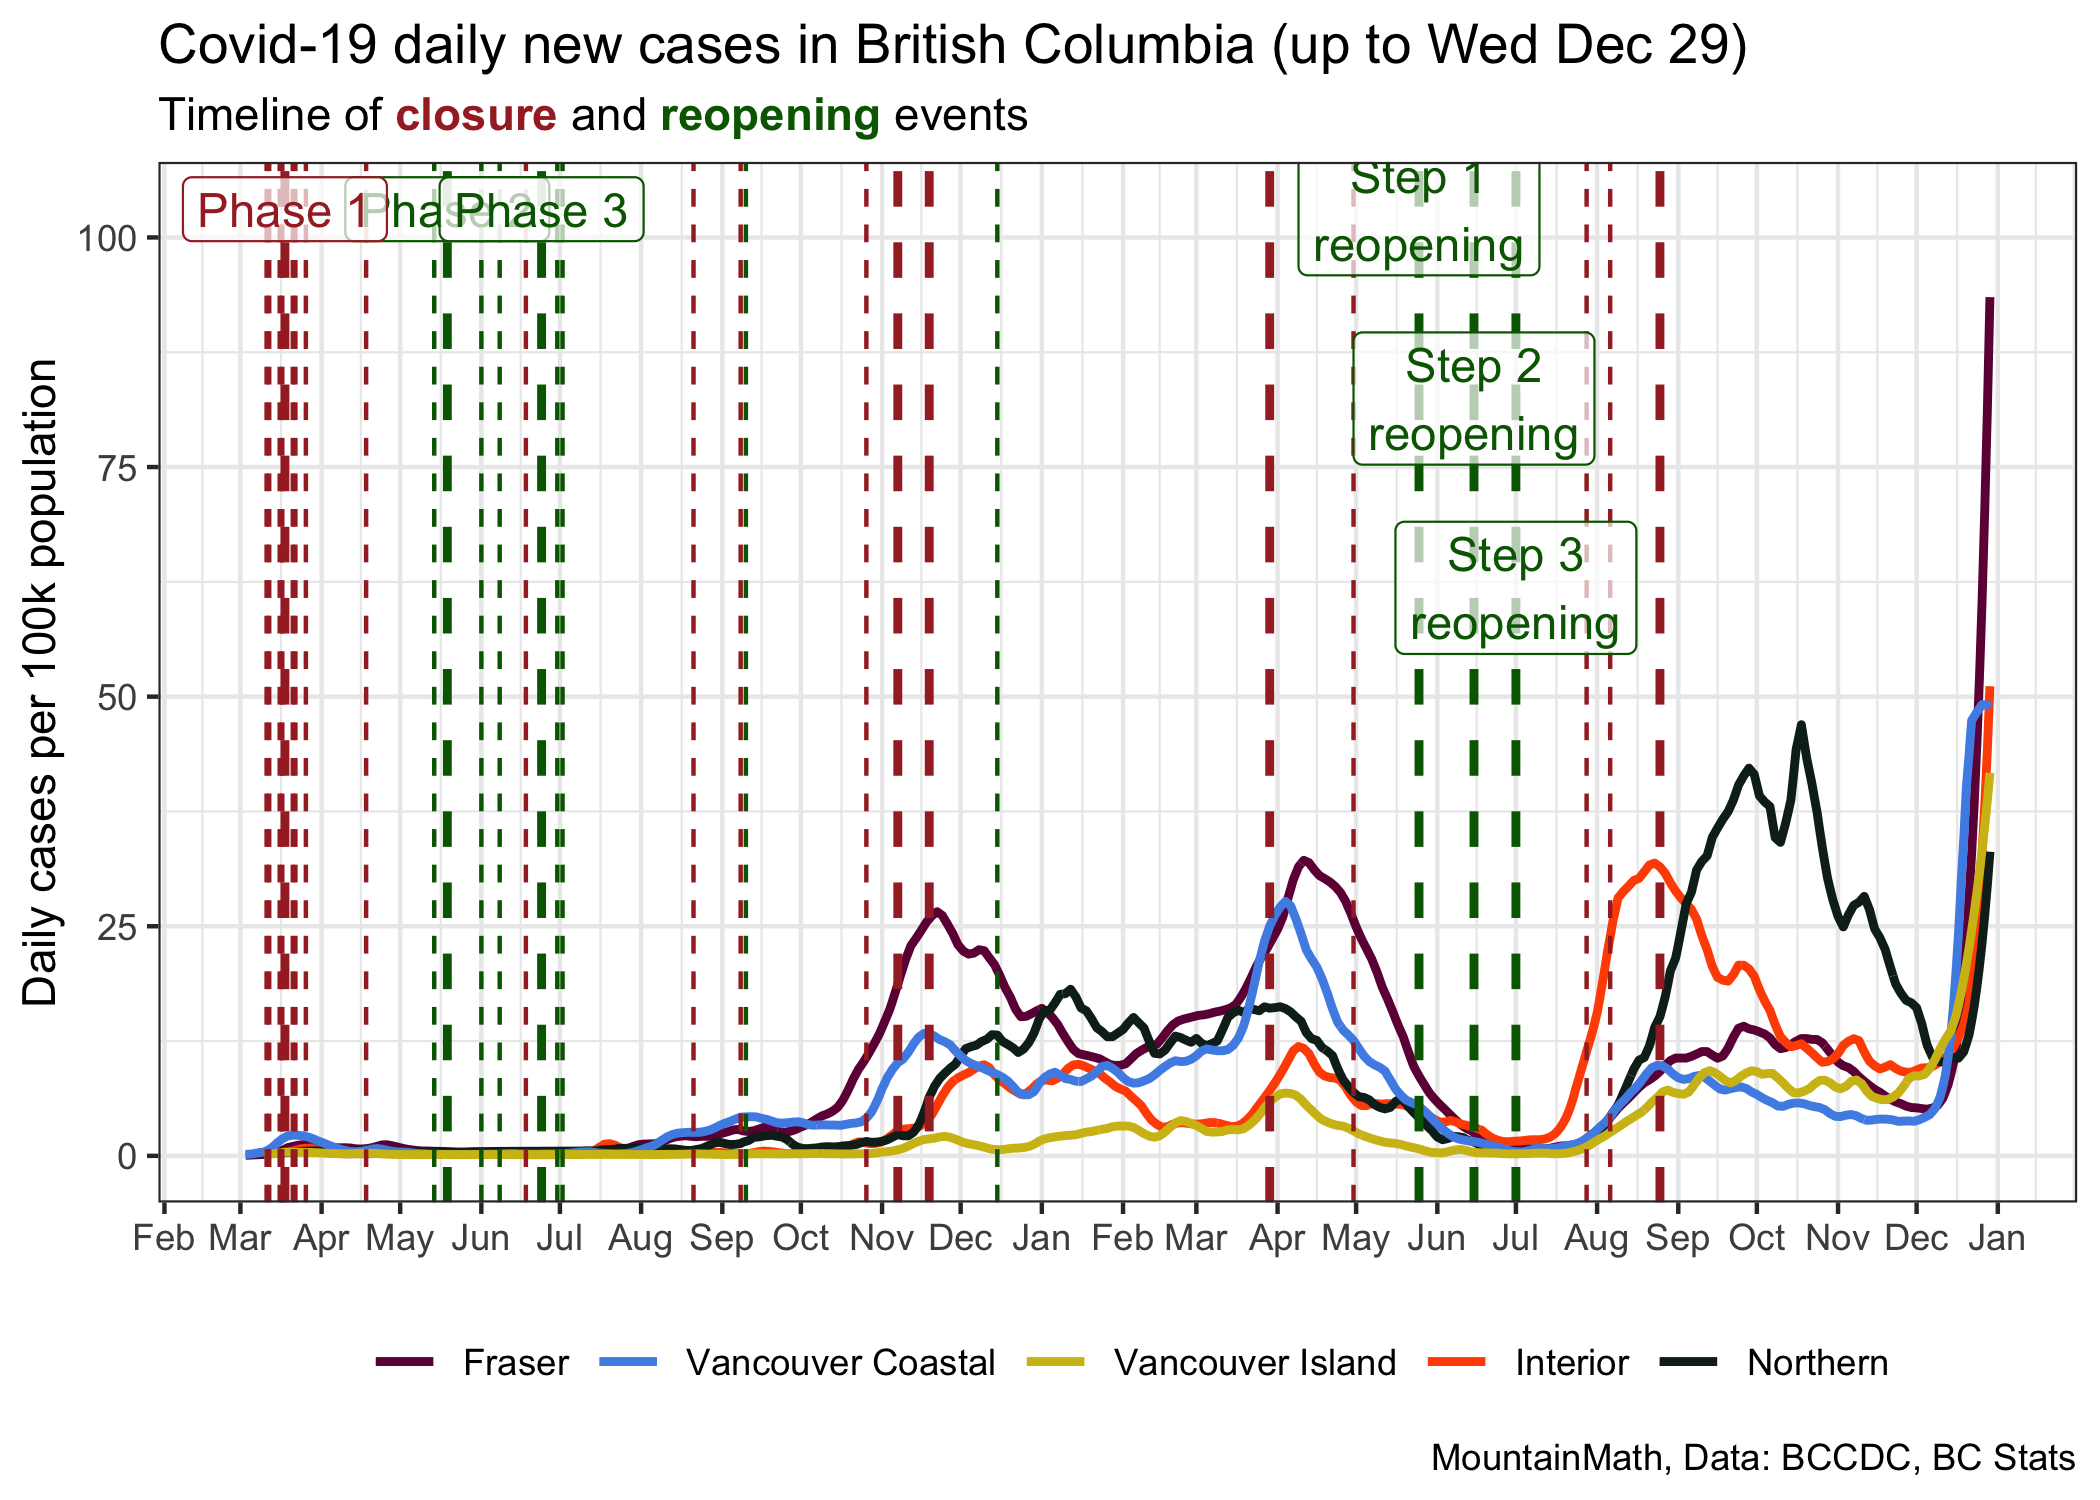 Covid-19 daily new cases in British Columbia (up to Wed Dec 29)
Timeline of closure and reopening events
Daily cases per 100k population
100
75
50
25
0
Phase 1
Phase 2
Phase 3
Step 1
reopening
Step 2
reopening
Step 3
reopening
Feb Mar Apr May Jun Jul Aug Sep Oct Nov Dec Jan Feb Mar Apr May Jun Jul Aug Sep Oct Nov Dec Jan
Fraser Vancouver Coastal Vancouver Island Interior Northern
MountainMath, Data: BCCDC, BC Stats